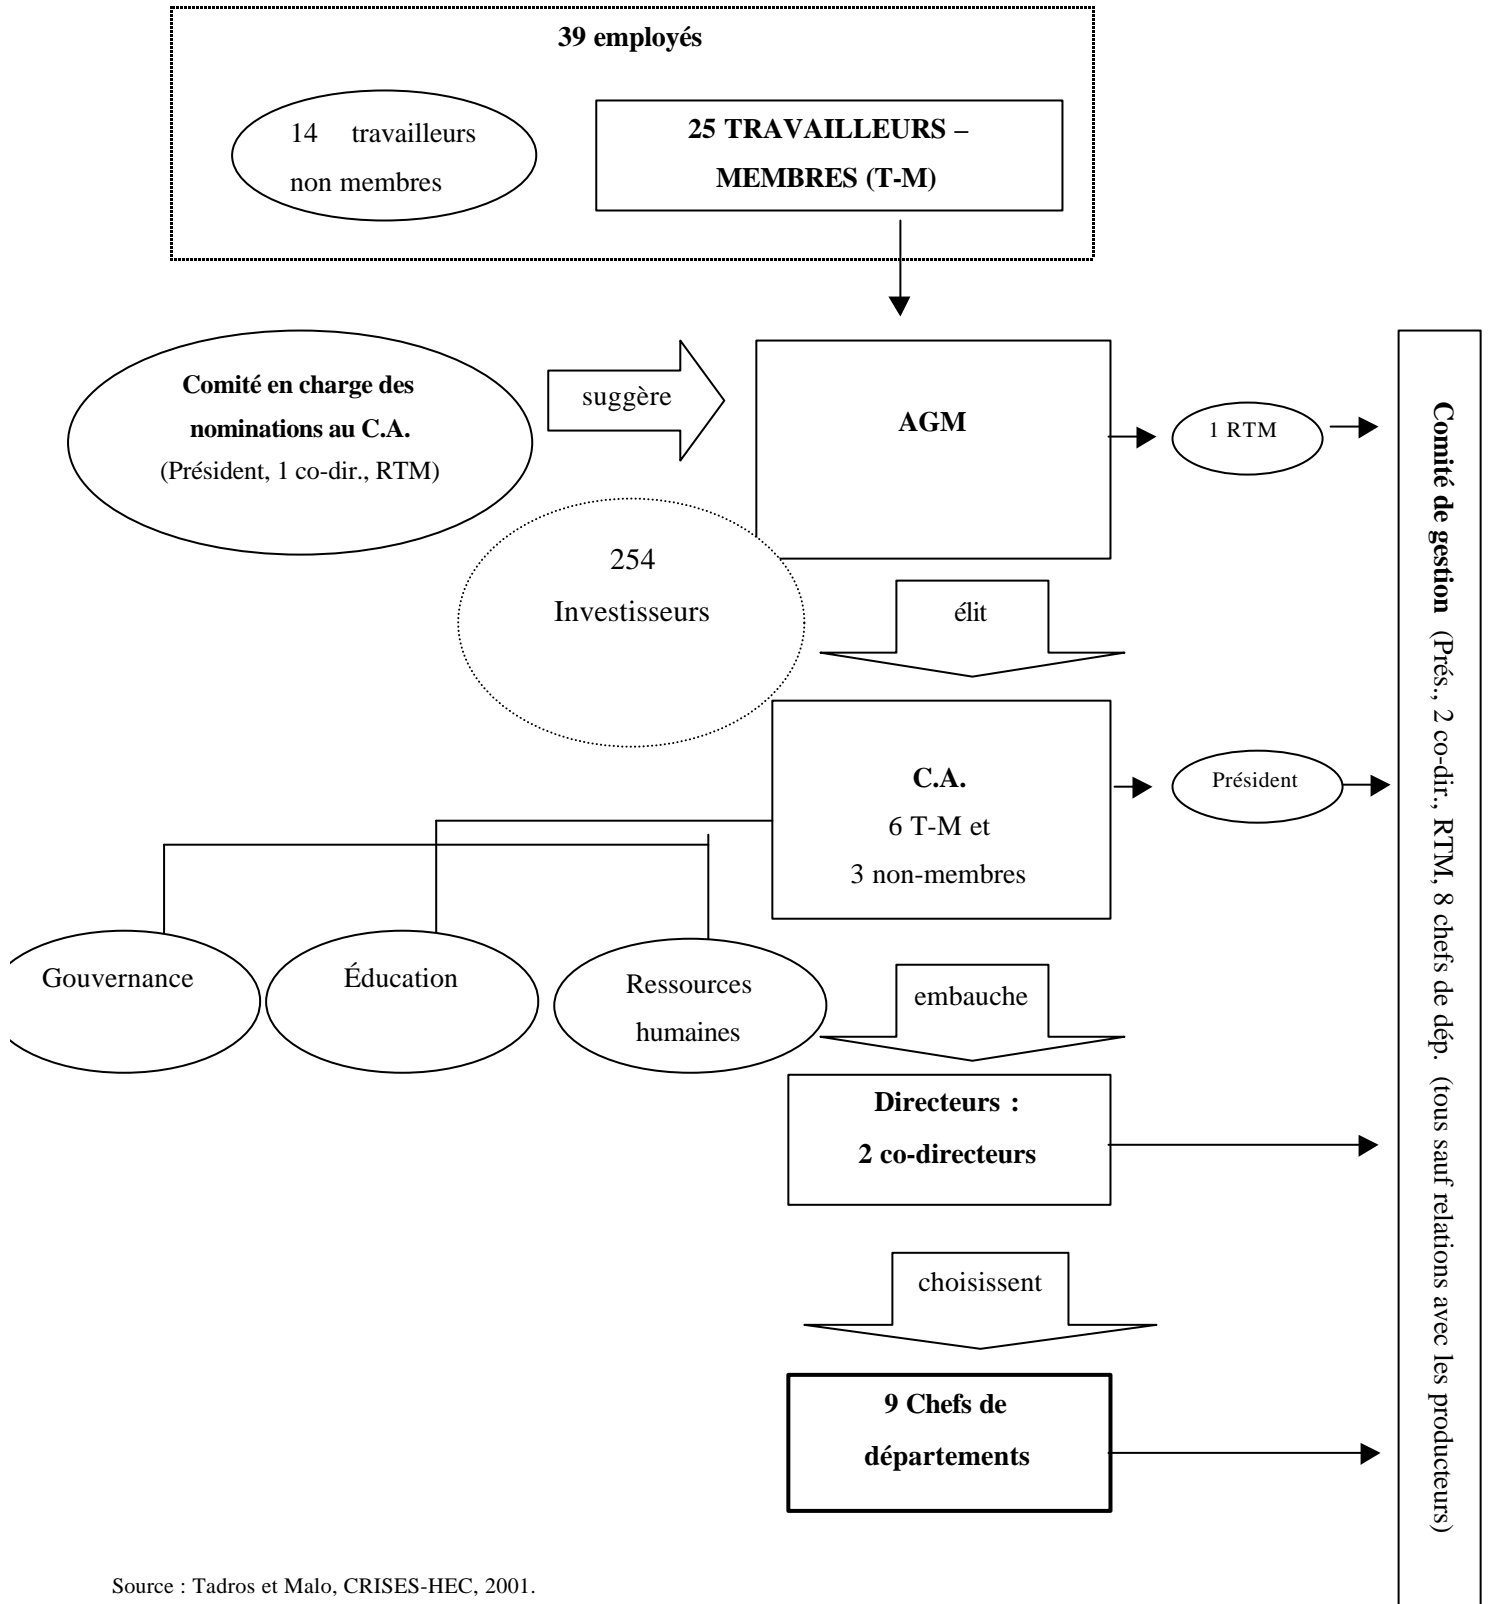 39 employés
14 travailleurs
non membres
25 TRAVAILLEURS –
MEMBRES (T-M)
Comité en charge des
nominations au C.A.
(Président, 1 co-dir., RTM)
suggère
AGM
1 RTM
254
Investisseurs
élit
C.A.
6 T-M et
3 non-membres
Président
Gouvernance
Éducation
Ressources
humaines
embauche
Directeurs :
2 co-directeurs
choisissent
9 Chefs de
départements
Comité de gestion (Prés., 2 co-dir., RTM, 8 chefs de dép. (tous sauf relations avec les producteurs)
Source : Tadros et Malo, CRISES-HEC, 2001.